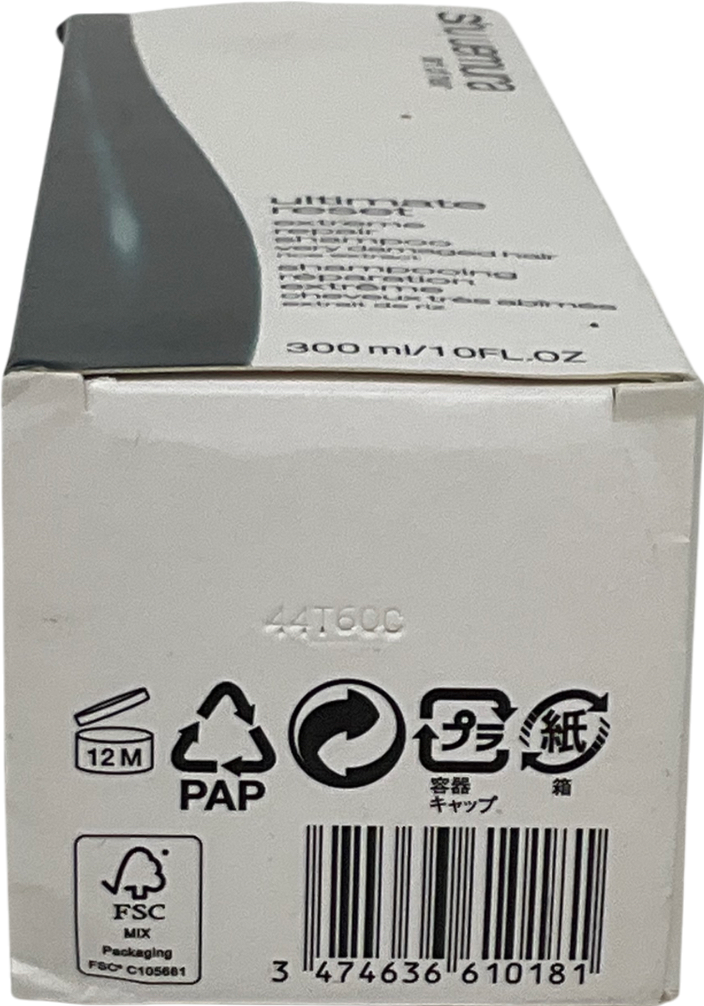 shu uemura
art of hair
ultimate
reset
extreme
repair
shampoo
very damaged hair
rice extract
shampooing
réparation
extrême
cheveux très abîmés
extrait de riz
300 ml/10FL.OZ
44T60C
12 M
PAP
プラ
紙
容器
キャップ
箱
FSC
MIX
Packaging
FSC® C105681
3 474636 610181